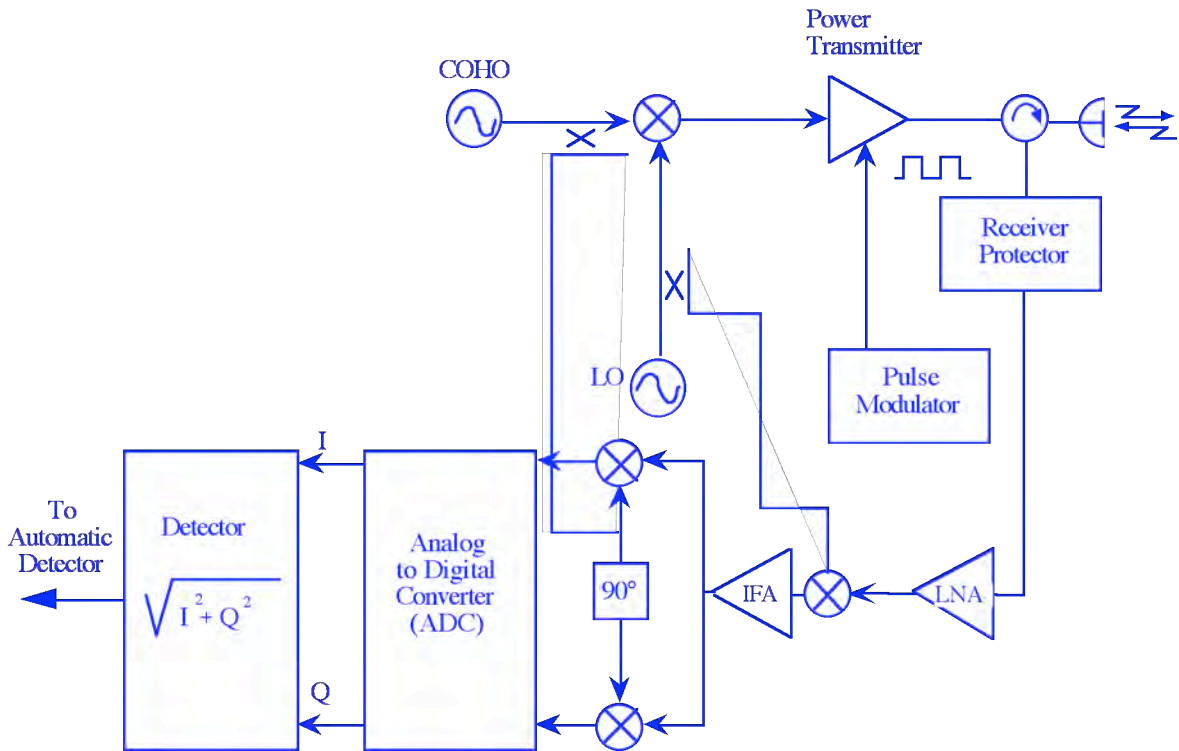 Power
Transmitter
COHO
Receiver
Protector
LO
Pulse
Modulator
I
To
Automatic
Detector
Detector
√I² + Q²
Analog
to Digital
Converter
(ADC)
90°
IFA
LNA
Q